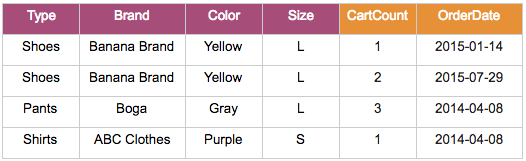 Type Brand Color Size CartCount OrderDate
Shoes Banana Brand Yellow L 1 2015-01-14
Shoes Banana Brand Yellow L 2 2015-07-29
Pants Boga Gray L 3 2014-04-08
Shirts ABC Clothes Purple S 1 2014-04-08